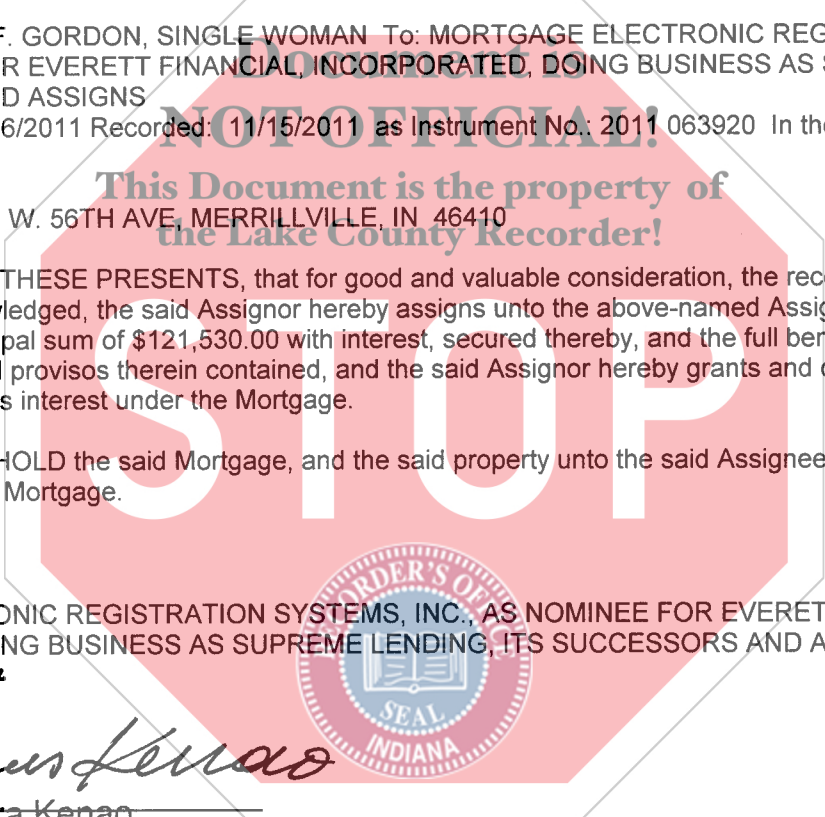 F. GORDON, SINGLE WOMAN To: MORTGAGE ELECTRONIC REG
Document is
R EVERETT FINANCIAL, INCORPORATED, DOING BUSINESS AS S
D ASSIGNS
6/2011 Recorded: 11/15/2011 as Instrument No.: 2011 063920 In the
NOT OFFICIAL!
This Document is the property of
W. 56TH AVE, MERRILLVILLE, IN 46410
the Lake County Recorder!
THESE PRESENTS, that for good and valuable consideration, the rece
ledged, the said Assignor hereby assigns unto the above-named Assig
pal sum of $121,530.00 with interest, secured thereby, and the full ben
provisos therein contained, and the said Assignor hereby grants and c
s interest under the Mortgage.
STOP
HOLD the said Mortgage, and the said property unto the said Assignee
Mortgage.
RECORDER'S OFFICE
ONIC REGISTRATION SYSTEMS, INC., AS NOMINEE FOR EVERET
NG BUSINESS AS SUPREME LENDING, ITS SUCCESSORS AND A
SEAL
INDIANA
Kenao
a Kenao